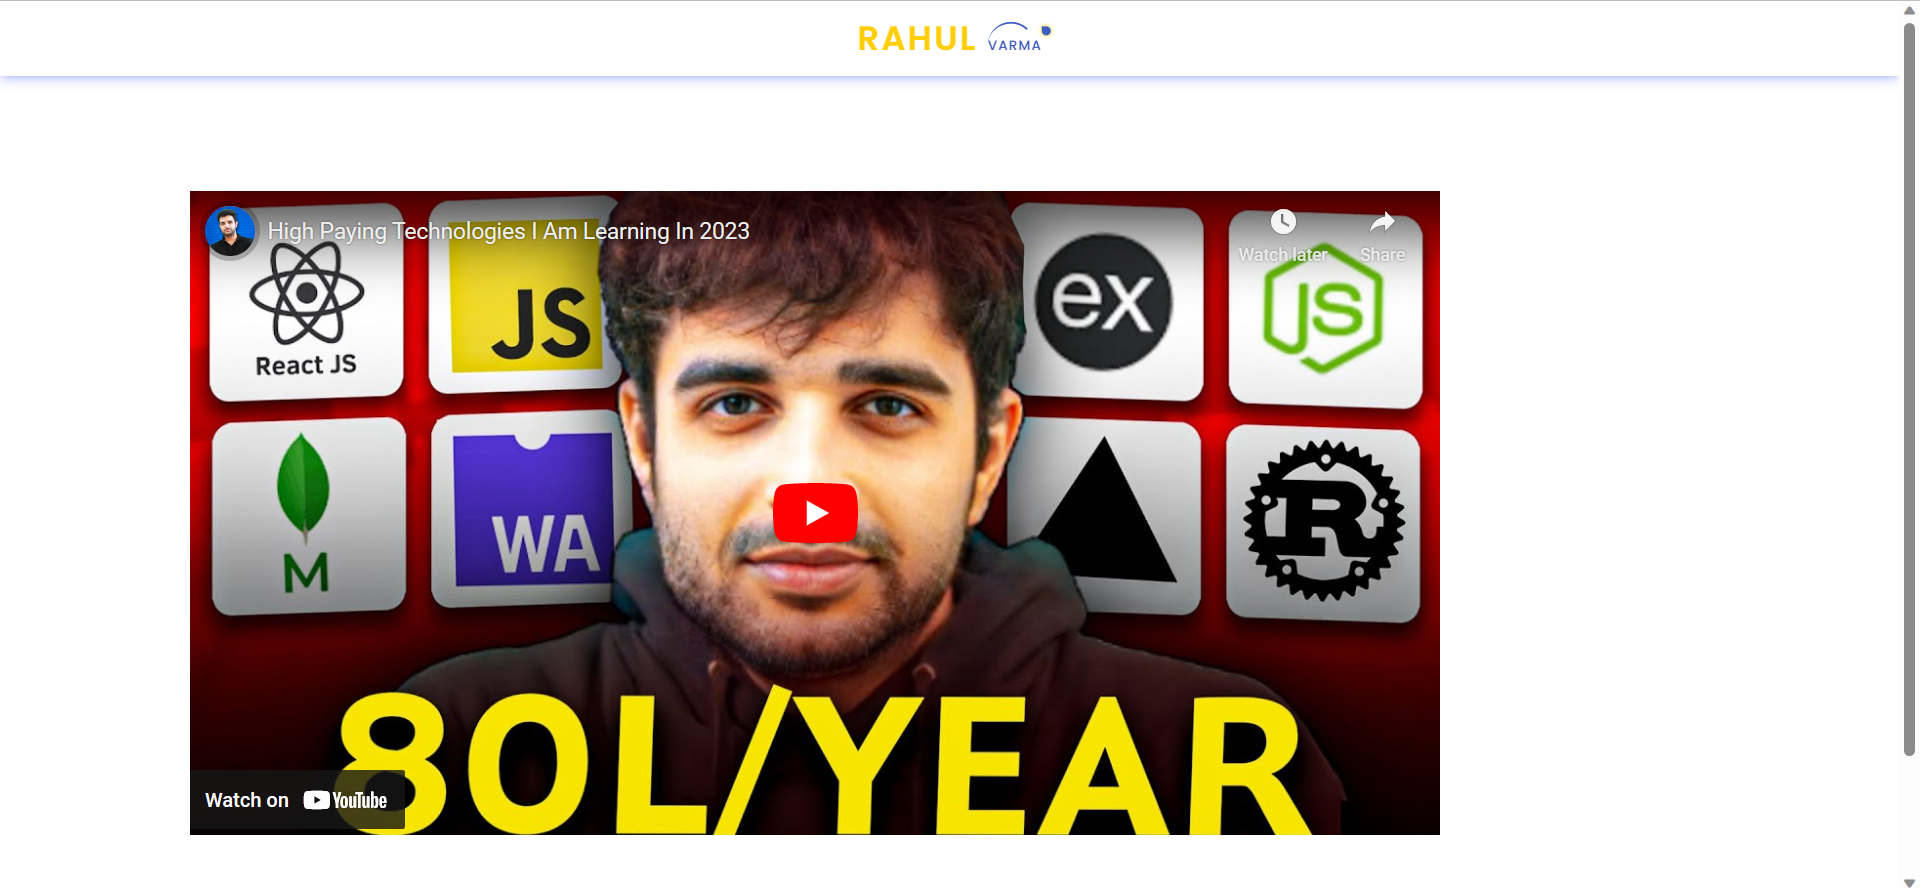 RAHUL VARMA
High Paying Technologies I Am Learning In 2023
Watch later Share
React JS
JS
ex
JS
M
WA
R
80L/YEAR
Watch on YouTube